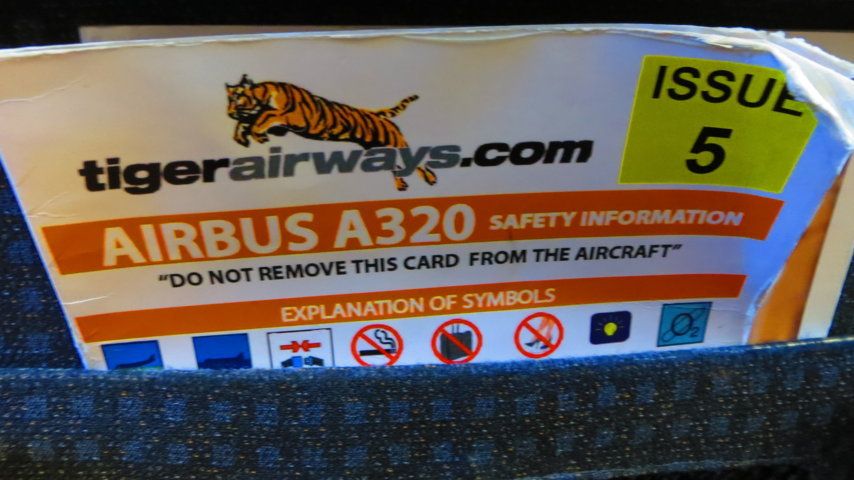 tigerairways.com
ISSUE
5
AIRBUS A320 SAFETY INFORMATION
"DO NOT REMOVE THIS CARD FROM THE AIRCRAFT"
EXPLANATION OF SYMBOLS
O2